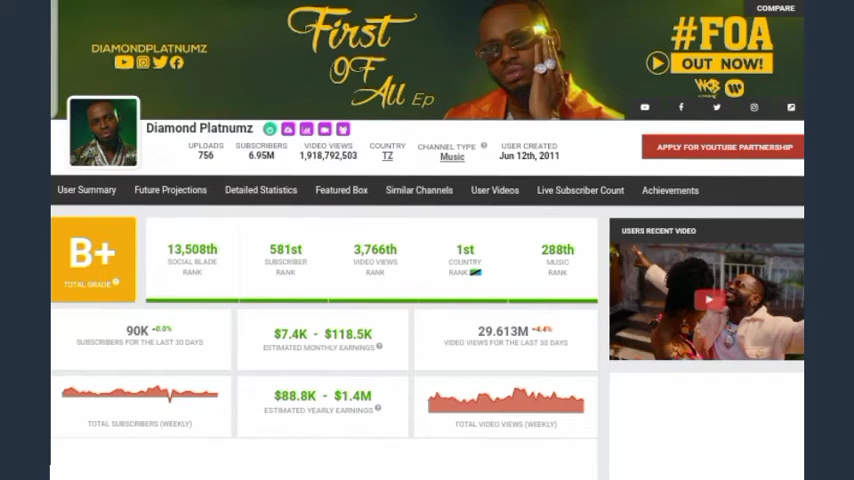 COMPARE
DIAMONDPLATNUMZ
First
OF
All Ep
#FOA
OUT NOW!
Diamond Platnumz
UPLOADS
756
SUBSCRIBERS
6.95M
VIDEO VIEWS
1,918,792,503
COUNTRY
TZ
CHANNEL TYPE
Music
USER CREATED
Jun 12th, 2011
APPLY FOR YOUTUBE PARTNERSHIP
User Summary Future Projections Detailed Statistics Featured Box Similar Channels User Videos Live Subscriber Count Achievements
B+
TOTAL GRADE
13,508th
SOCIAL BLADE
RANK
581st
SUBSCRIBER
RANK
3,766th
VIDEO VIEWS
RANK
1st
COUNTRY
RANK
288th
MUSIC
RANK
USERS RECENT VIDEO
90K +0.0%
SUBSCRIBERS FOR THE LAST 30 DAYS
$7.4K - $118.5K
ESTIMATED MONTHLY EARNINGS
29.613M -4.4%
VIDEO VIEWS FOR THE LAST 30 DAYS
TOTAL SUBSCRIBERS (WEEKLY)
$88.8K - $1.4M
ESTIMATED YEARLY EARNINGS
TOTAL VIDEO VIEWS (WEEKLY)